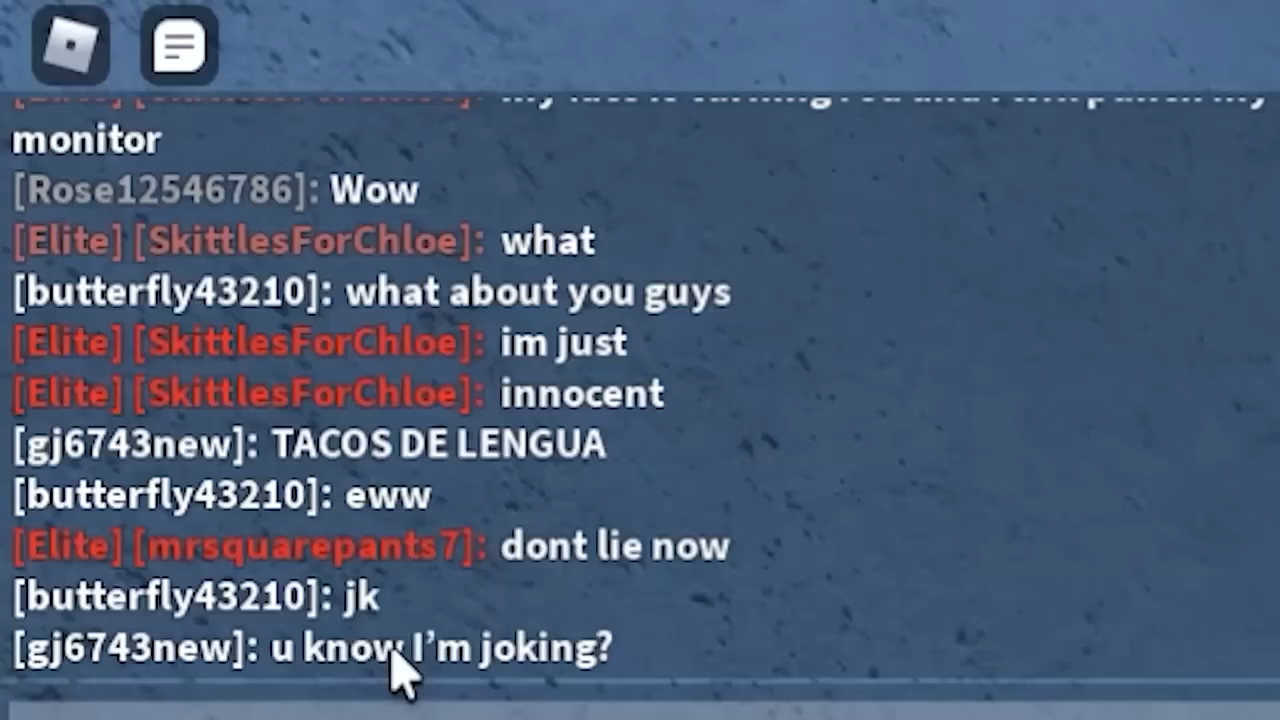 monitor
[Rose12546786]: Wow
[Elite] [SkittlesForChloe]: what
[butterfly43210]: what about you guys
[Elite] [SkittlesForChloe]: im just
[Elite] [SkittlesForChloe]: innocent
[gj6743new]: TACOS DE LENGUA
[butterfly43210]: eww
[Elite] [mrsquarepants7]: dont lie now
[butterfly43210]: jk
[gj6743new]: u know I’m joking?